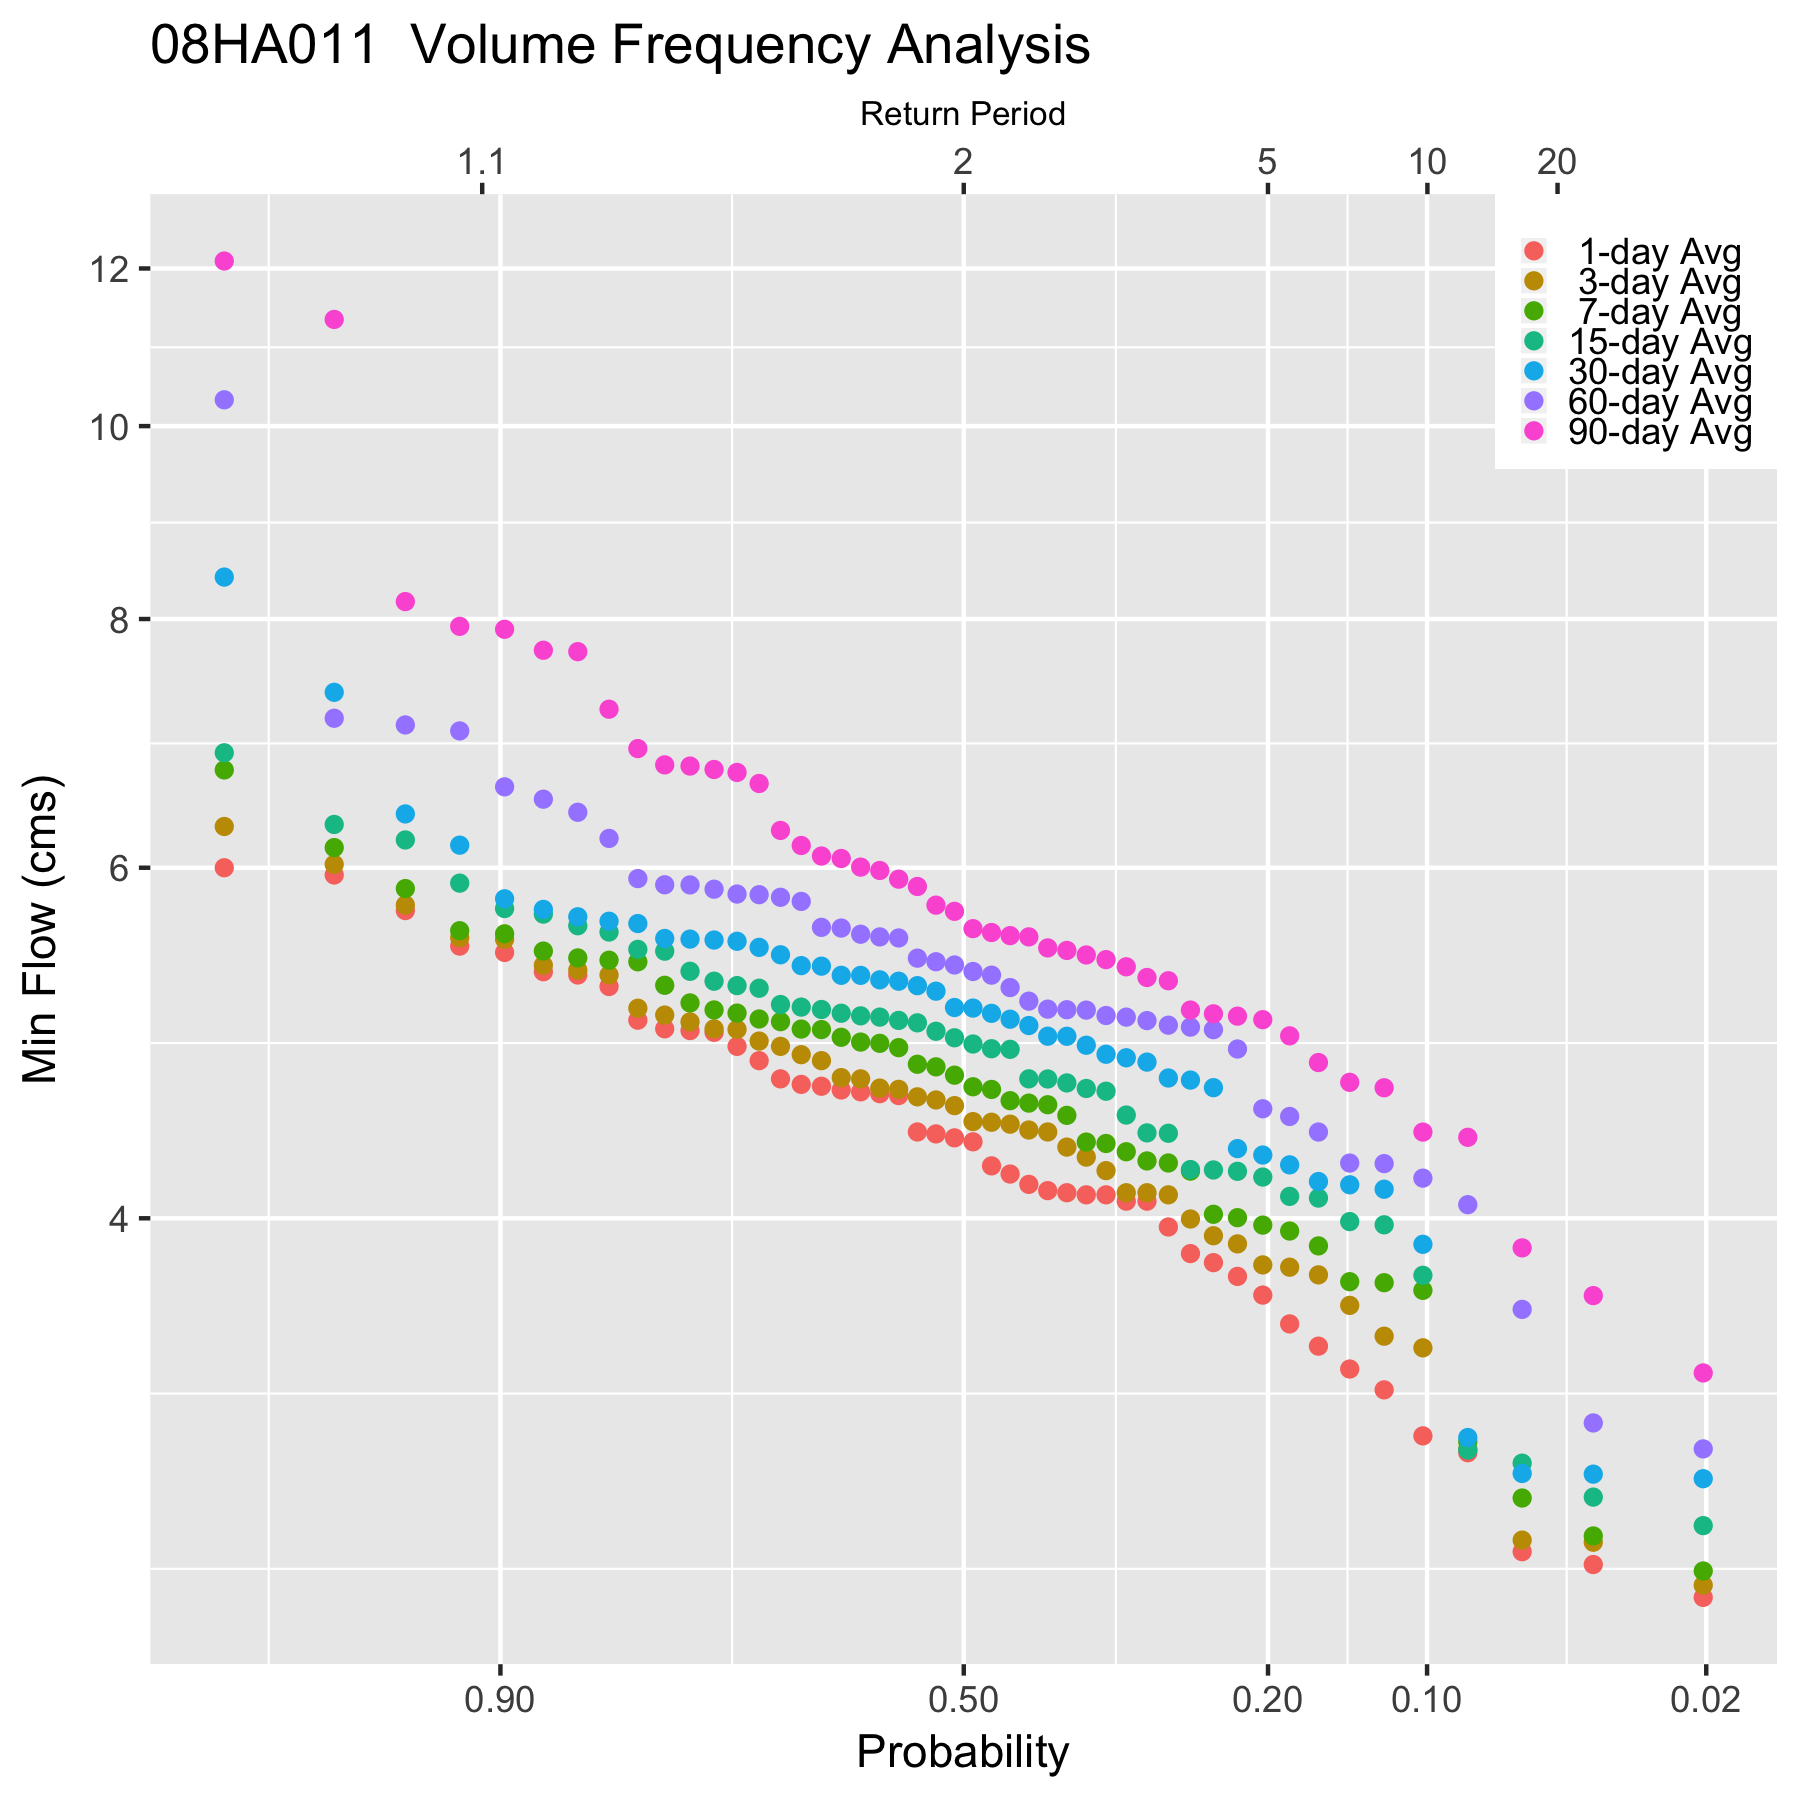 08HA011  Volume Frequency Analysis
Return Period
1.1 2 5 10 20
12
10
8
6
4
Min Flow (cms)
1-day Avg
3-day Avg
7-day Avg
15-day Avg
30-day Avg
60-day Avg
90-day Avg
0.90 0.50 0.20 0.10 0.02
Probability